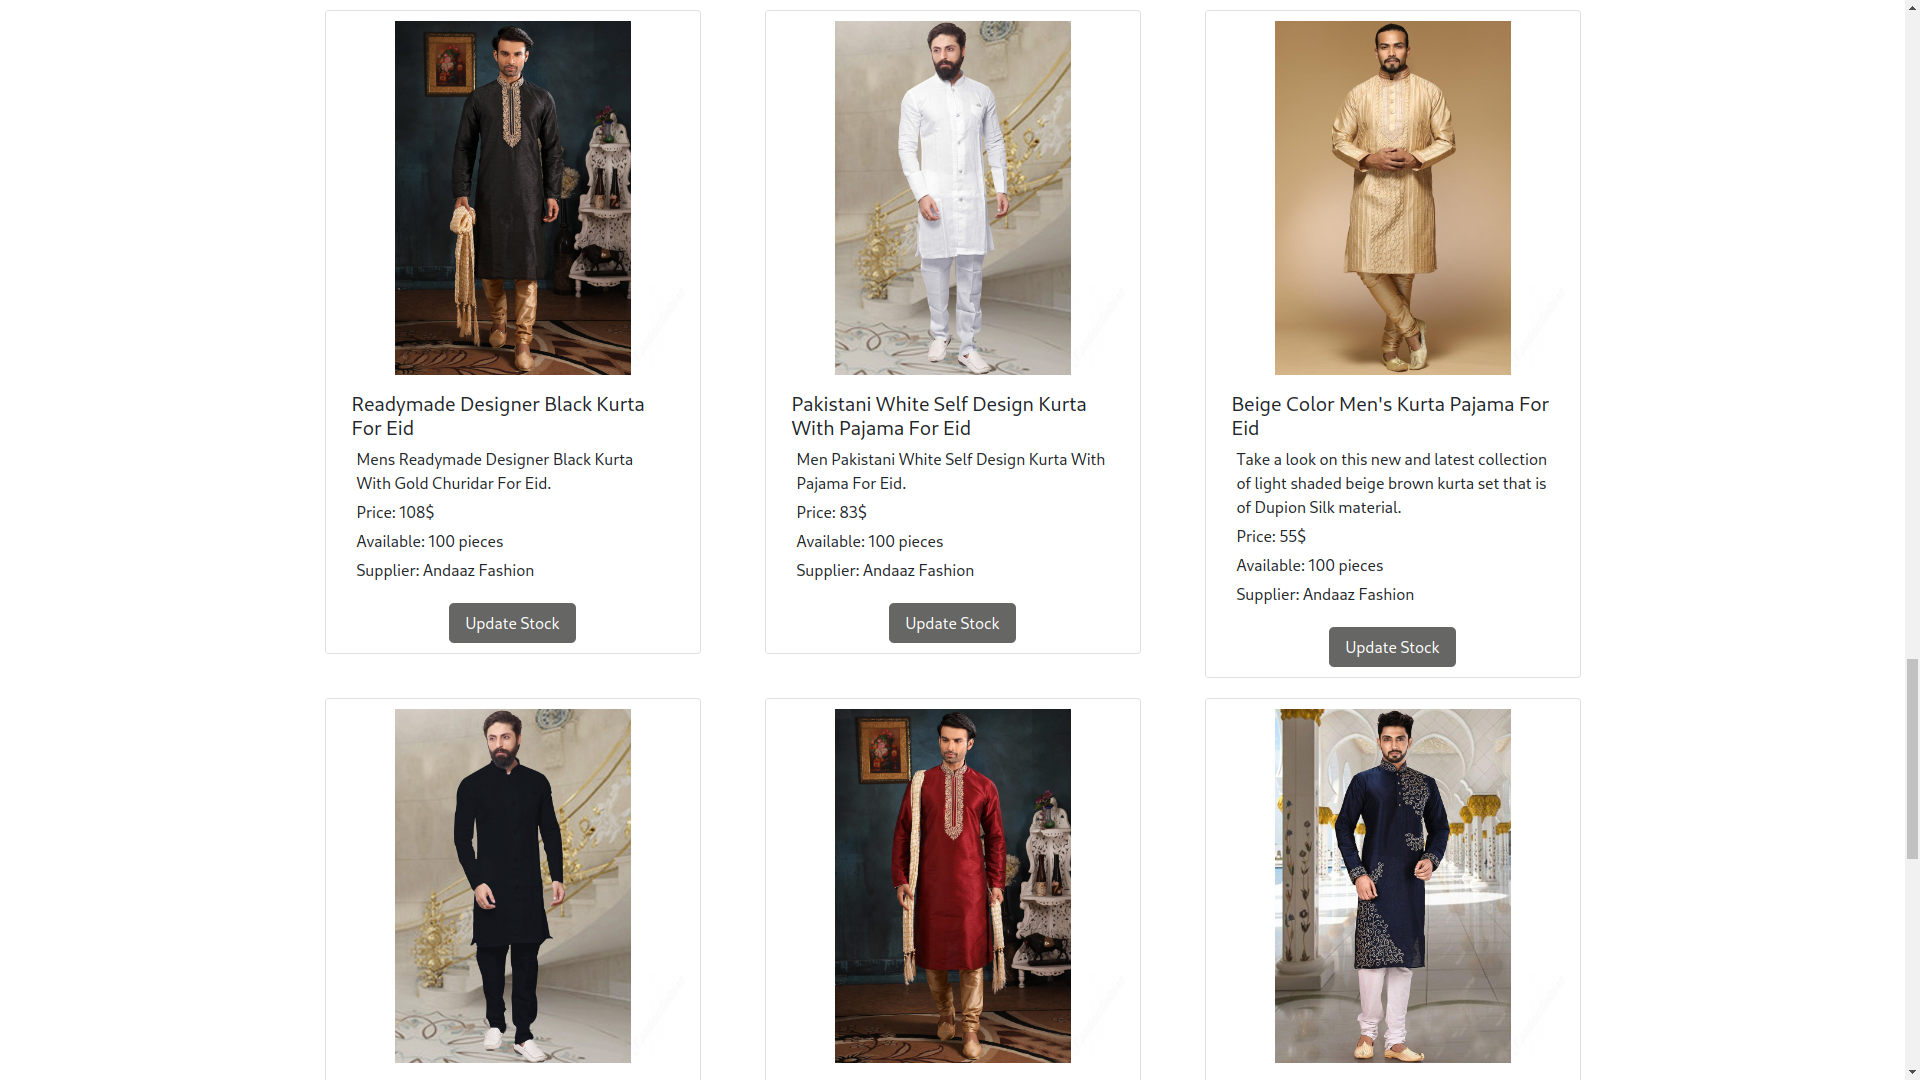 Readymade Designer Black Kurta
For Eid
Mens Readymade Designer Black Kurta
With Gold Churidar For Eid.
Price: 108$
Available: 100 pieces
Supplier: Andaaz Fashion
Update Stock
Pakistani White Self Design Kurta
With Pajama For Eid
Men Pakistani White Self Design Kurta With
Pajama For Eid.
Price: 83$
Available: 100 pieces
Supplier: Andaaz Fashion
Update Stock
Beige Color Men's Kurta Pajama For
Eid
Take a look on this new and latest collection
of light shaded beige brown kurta set that is
of Dupion Silk material.
Price: 55$
Available: 100 pieces
Supplier: Andaaz Fashion
Update Stock